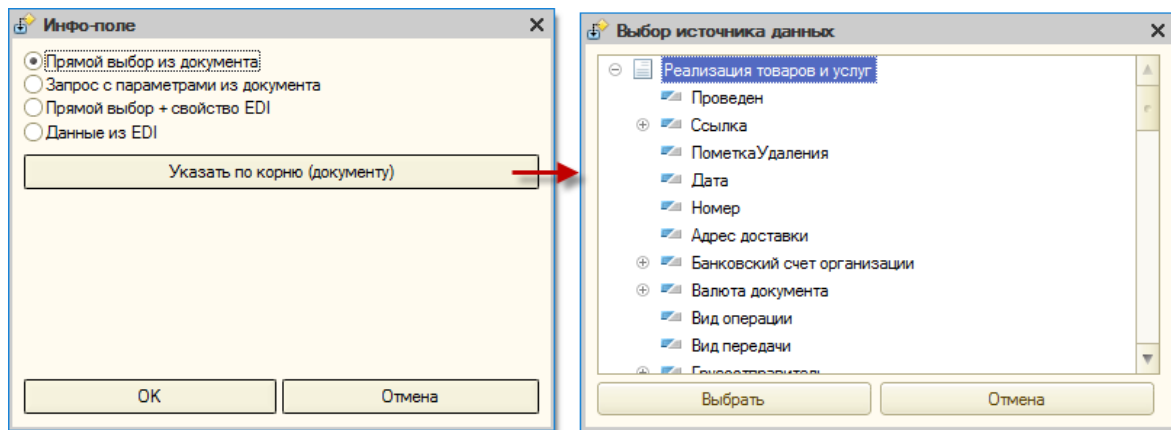 Инфо-поле
Прямой выбор из документа
Запрос с параметрами из документа
Прямой выбор + свойство EDI
Данные из EDI
Указать по корню (документу)
ОК
Отмена
Выбор источника данных
Реализация товаров и услуг
Проведен
Ссылка
ПометкаУдаления
Дата
Номер
Адрес доставки
Банковский счет организации
Валюта документа
Вид операции
Вид передачи
Грузоотправитель
Выбрать
Отмена